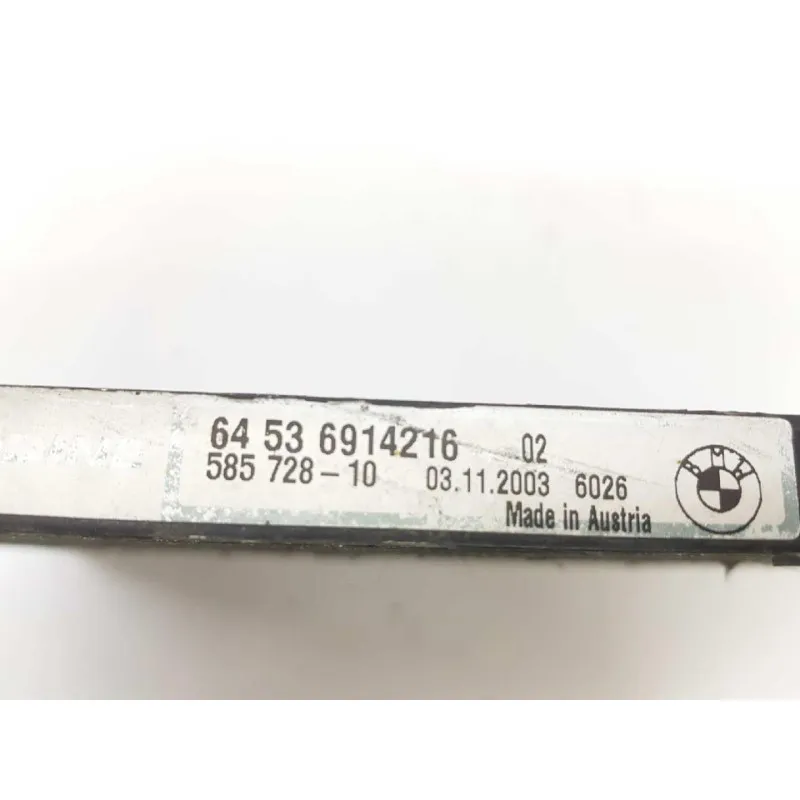 64 53 6914216 02
585 728-10 03.11.2003 6026
Made in Austria
BMW